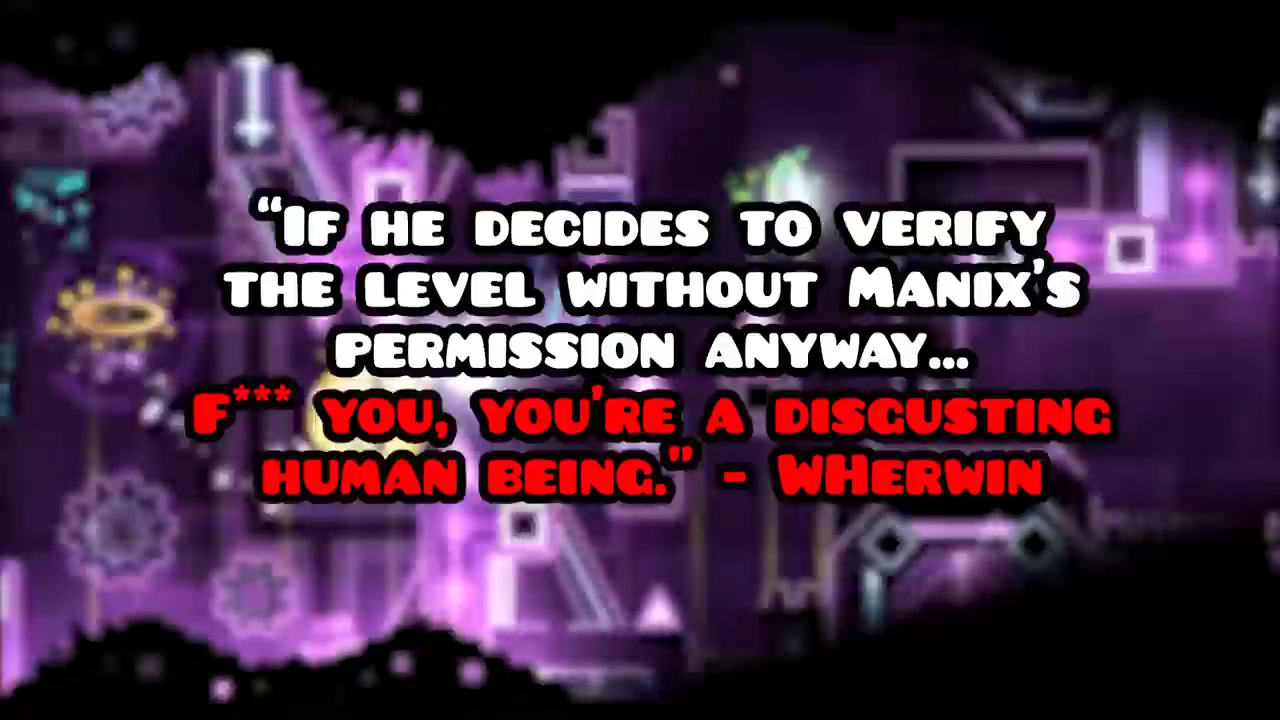 “If he decides to verify
the level without Manix's
permission anyway...
F*** you, you're a disgusting
human being." - WHerwin